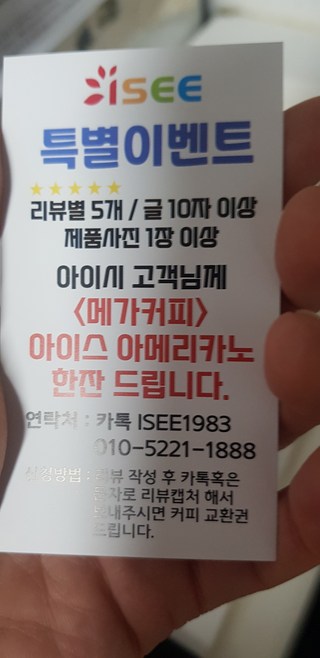 ISEE
특별이벤트
리뷰별 5개 / 글 10자 이상
제품사진 1장 이상
아이시 고객님께
<메가커피>
아이스 아메리카노
한잔 드립니다.
연락처 : 카톡 ISEE1983
010-5221-1888
리뷰 작성 후 카톡혹은
문자로 리뷰캡처 해서
보내주시면 커피 교환권
드립니다.